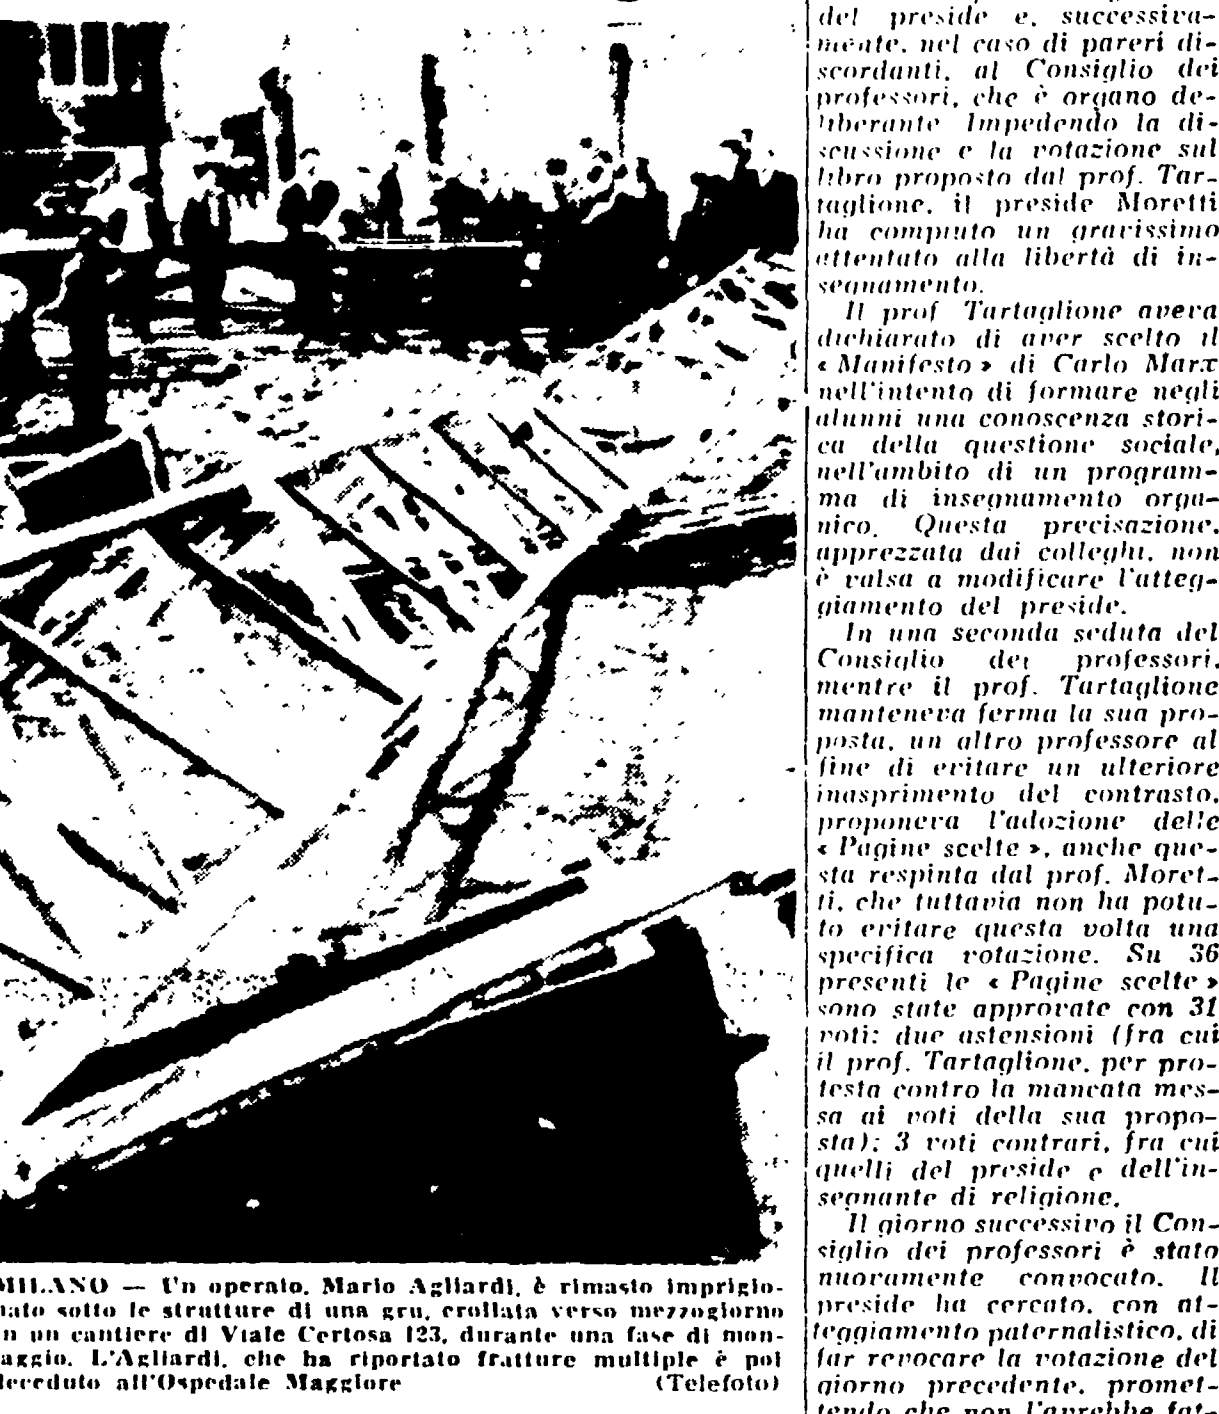 MILANO — Un operaio, Mario Agliardi, è rimasto imprigio-
nato sotto le strutture di una gru, crollata verso mezzogiorno
in un cantiere di Viale Certosa 123, durante una fase di mon-
taggio. L'Agliardi, che ha riportato fratture multiple è poi
deceduto all'Ospedale Maggiore (Telefoto)
del preside e, successiva-
mente, nel caso di pareri di-
scordanti, al Consiglio dei
professori, che è organo de-
liberante Impedendo la di-
scussione e la votazione sul
libro proposto dal prof. Tar-
taglione, il preside Moretti
ha compiuto un gravissimo
attentato alla libertà di in-
segnamento.
Il prof Tartaglione aveva
dichiarato di aver scelto il
« Manifesto » di Carlo Marx
nell'intento di formare negli
alunni una conoscenza stori-
ca della questione sociale,
nell'ambito di un program-
ma di insegnamento orga-
nico. Questa precisazione,
apprezzata dai colleghi, non
è valsa a modificare l'atteg-
giamento del preside.
In una seconda seduta del
Consiglio dei professori,
mentre il prof. Tartaglione
manteneva ferma la sua pro-
posta, un altro professore al
fine di evitare un ulteriore
inasprimento del contrasto,
proponeva l'adozione delle
« Pagine scelte », anche que-
sta respinta dal prof. Moret-
ti, che tuttavia non ha potu-
to evitare questa volta una
specifica votazione. Su 36
presenti le « Pagine scelte »
sono state approvate con 31
voti: due astensioni (fra cui
il prof. Tartaglione, per pro-
testa contro la mancata mes-
sa ai voti della sua propo-
sta); 3 voti contrari, fra cui
quelli del preside e dell'in-
segnante di religione.
Il giorno successivo il Con-
siglio dei professori è stato
nuovamente convocato. Il
preside ha cercato, con at-
teggiamento paternalistico, di
far revocare la votazione del
giorno precedente, promet-
tendo che non l'avrebbe fat-